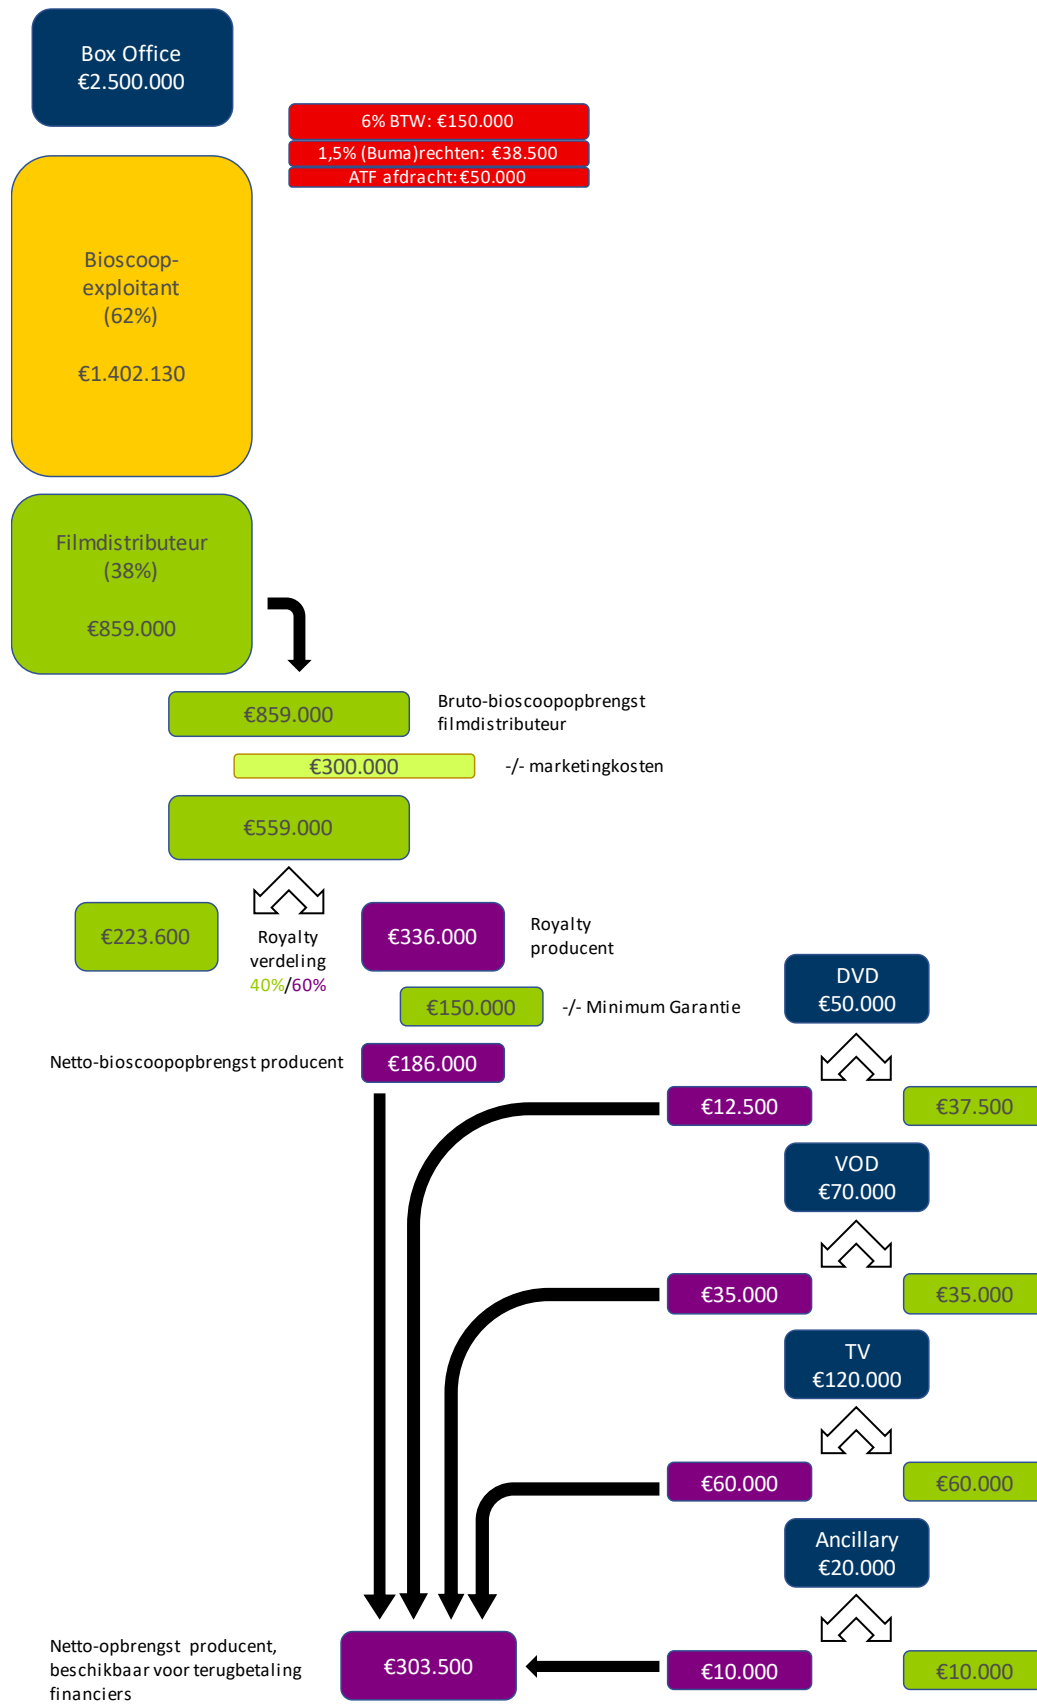 Box Office
€2.500.000
6% BTW: €150.000
1,5% (Buma)rechten: €38.500
ATF afdracht: €50.000
Bioscoop-
exploitant
(62%)
€1.402.130
Filmdistributeur
(38%)
€859.000
€859.000
Bruto-bioscoopopbrengst
filmdistributeur
€300.000
-/- marketingkosten
€559.000
€223.600
Royalty
verdeling
40%/60%
€336.000
Royalty
producent
€150.000
-/- Minimum Garantie
Netto-bioscoopopbrengst producent
€186.000
DVD
€50.000
€12.500
€37.500
VOD
€70.000
€35.000
€35.000
TV
€120.000
€60.000
€60.000
Ancillary
€20.000
€10.000
€10.000
Netto-opbrengst producent,
beschikbaar voor terugbetaling
financiers
€303.500